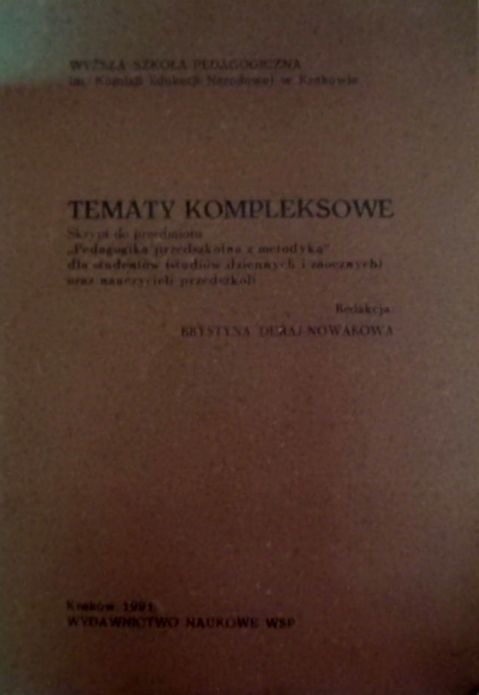 WYŻSZA SZKOŁA PEDAGOGICZNA
im. Komisji Edukacji Narodowej w Krakowie
TEMATY KOMPLEKSOWE
Skrypt do przedmiotu
„Pedagogika przedszkolna z metodyką"
dla studentów (studiów dziennych i zaocznych)
oraz nauczycieli przedszkoli
Redakcja
KRYSTYNA DERAJ-NOWAKOWA
Kraków 1991
WYDAWNICTWO NAUKOWE WSP